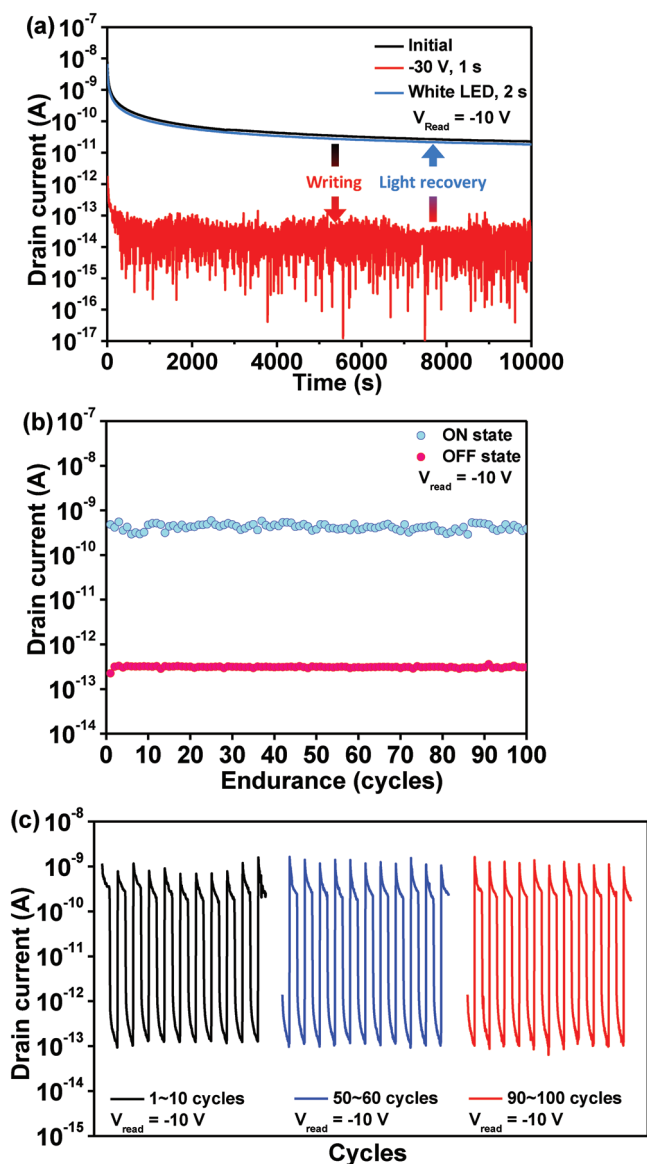 (a)
Initial
-30 V, 1 s
White LED, 2 s
V_Read = -10 V
Writing
Light recovery
Drain current (A)
10^-7
10^-8
10^-9
10^-10
10^-11
10^-12
10^-13
10^-14
10^-15
10^-16
10^-17
0 2000 4000 6000 8000 10000
Time (s)
(b)
ON state
OFF state
V_read = -10 V
Drain current (A)
10^-7
10^-8
10^-9
10^-10
10^-11
10^-12
10^-13
10^-14
0 10 20 30 40 50 60 70 80 90 100
Endurance (cycles)
(c)
Drain current (A)
10^-8
10^-9
10^-10
10^-11
10^-12
10^-13
10^-14
10^-15
1~10 cycles
V_read = -10 V
50~60 cycles
V_read = -10 V
90~100 cycles
V_read = -10 V
Cycles